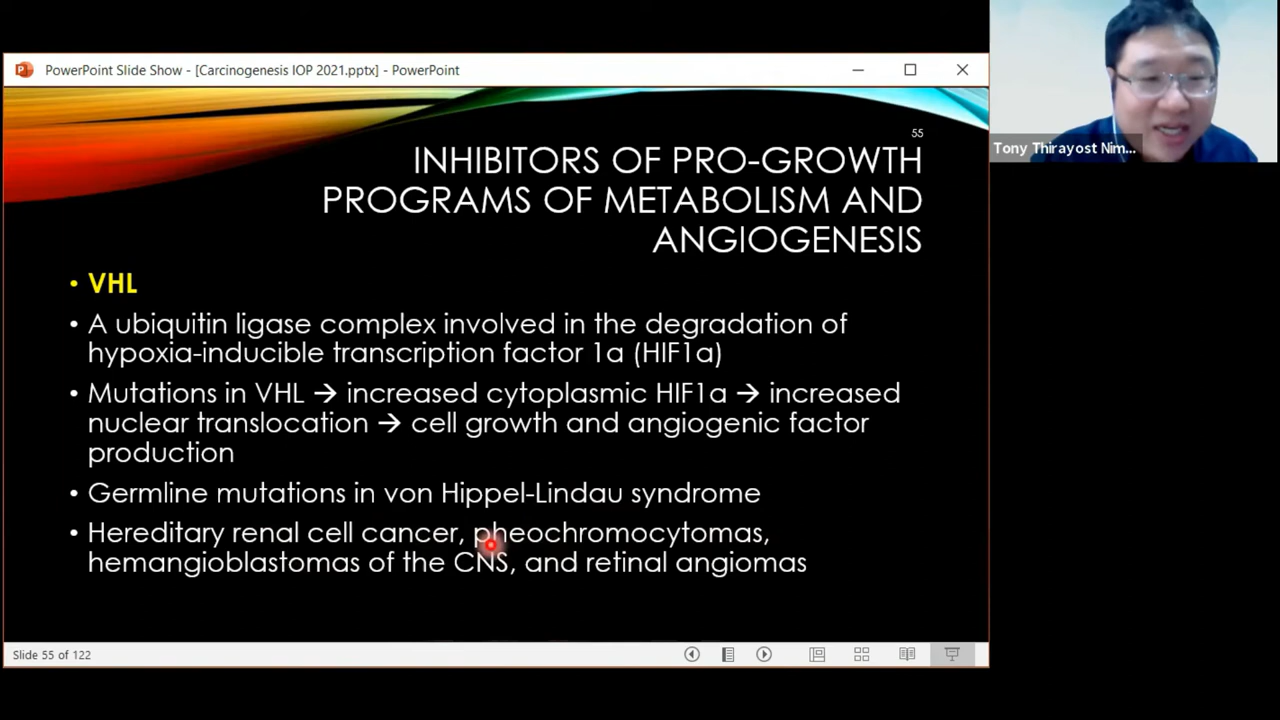 PowerPoint Slide Show - [Carcinogenesis IOP 2021.pptx] - PowerPoint
55
INHIBITORS OF PRO-GROWTH
PROGRAMS OF METABOLISM AND
ANGIOGENESIS
Tony Thirayost Nim...
• VHL
• A ubiquitin ligase complex involved in the degradation of
hypoxia-inducible transcription factor 1a (HIF1a)
• Mutations in VHL → increased cytoplasmic HIF1a → increased
nuclear translocation → cell growth and angiogenic factor
production
• Germline mutations in von Hippel-Lindau syndrome
• Hereditary renal cell cancer, pheochromocytomas,
hemangioblastomas of the CNS, and retinal angiomas
Slide 55 of 122